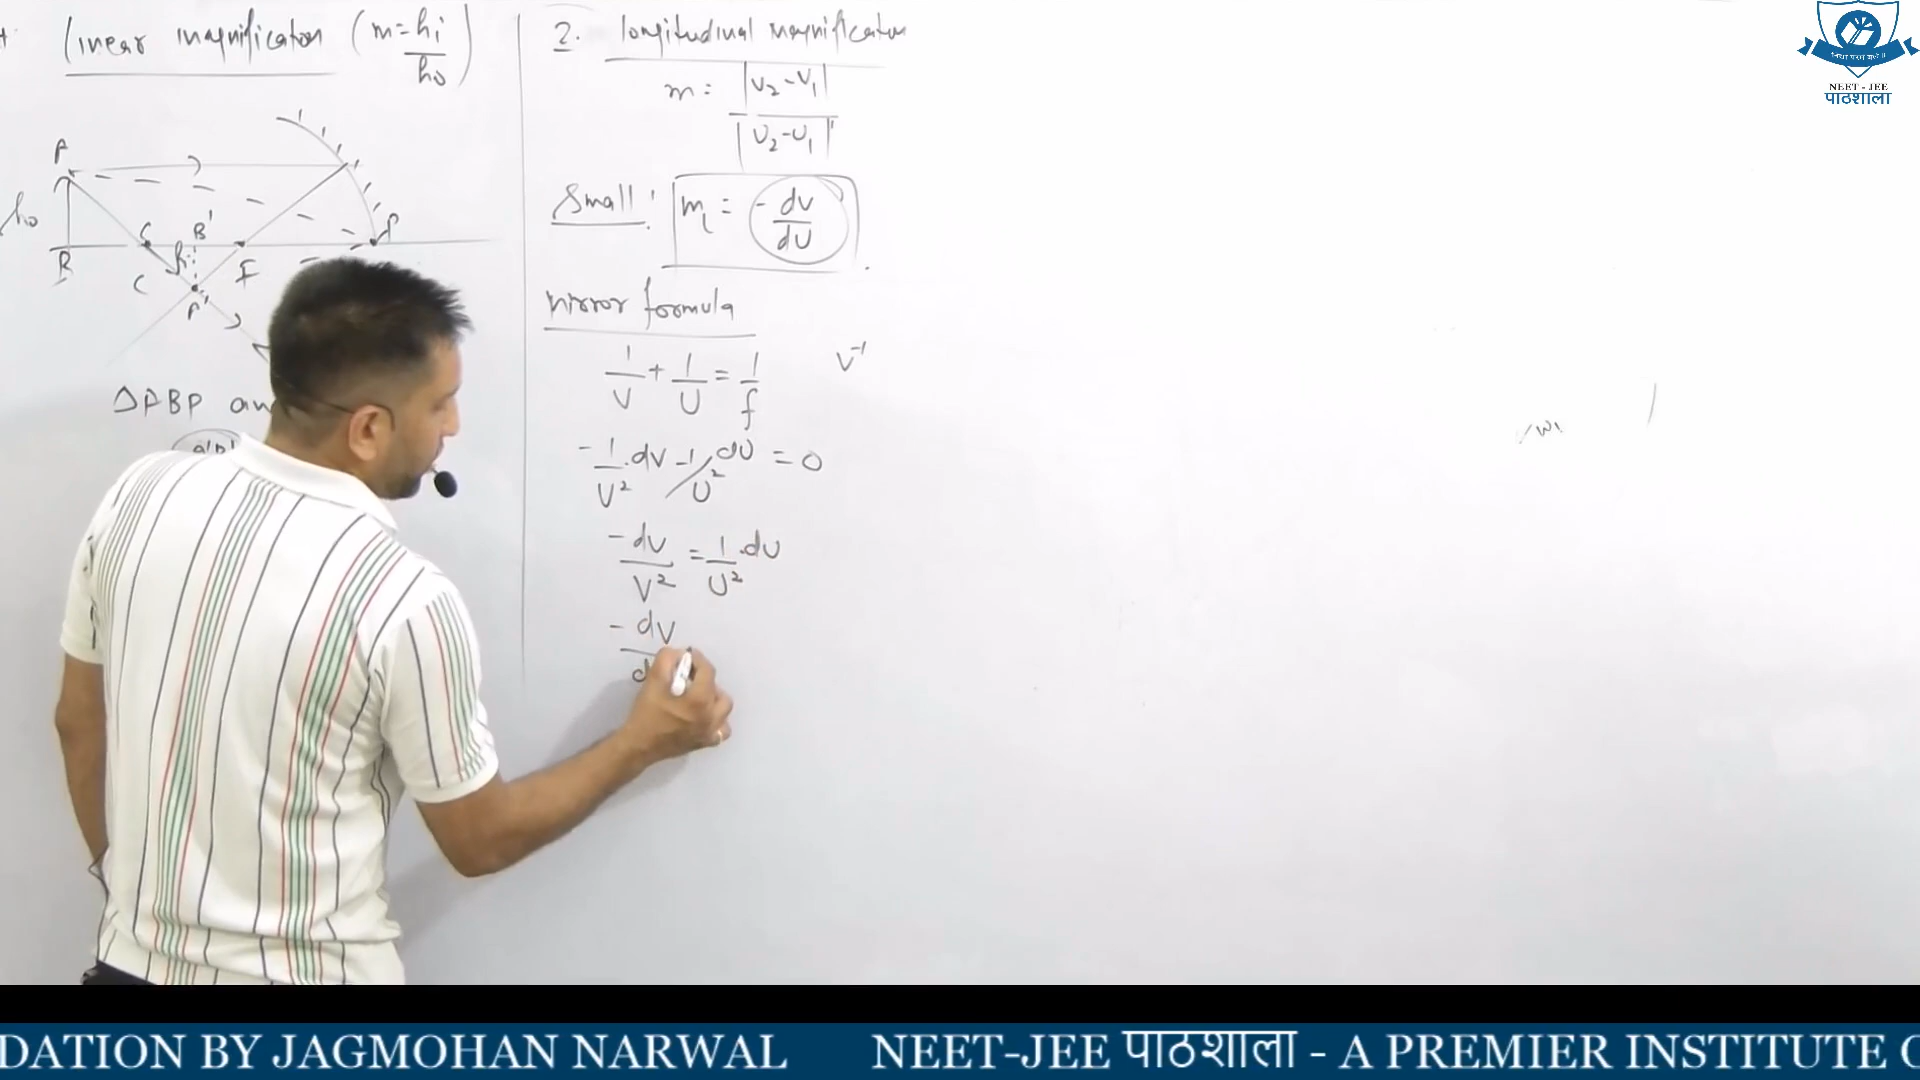 Linear magnification (m = hi/ho)
A
ho
B
C
C
B'
hi
A'
F
P
ΔABP an
A'B'
2. longitudinal magnification
m = |V2-V1| / |U2-U1|
Small: mL = -dv/dU
mirror formula
1/V + 1/U = 1/f
V⁻¹
-1/V² . dV - 1/U² dU = 0
-dV/V² = 1/U² . dU
-dV
d
NEET - JEE
पाठशाला
DATION BY JAGMOHAN NARWAL NEET-JEE पाठशाला - A PREMIER INSTITUTE